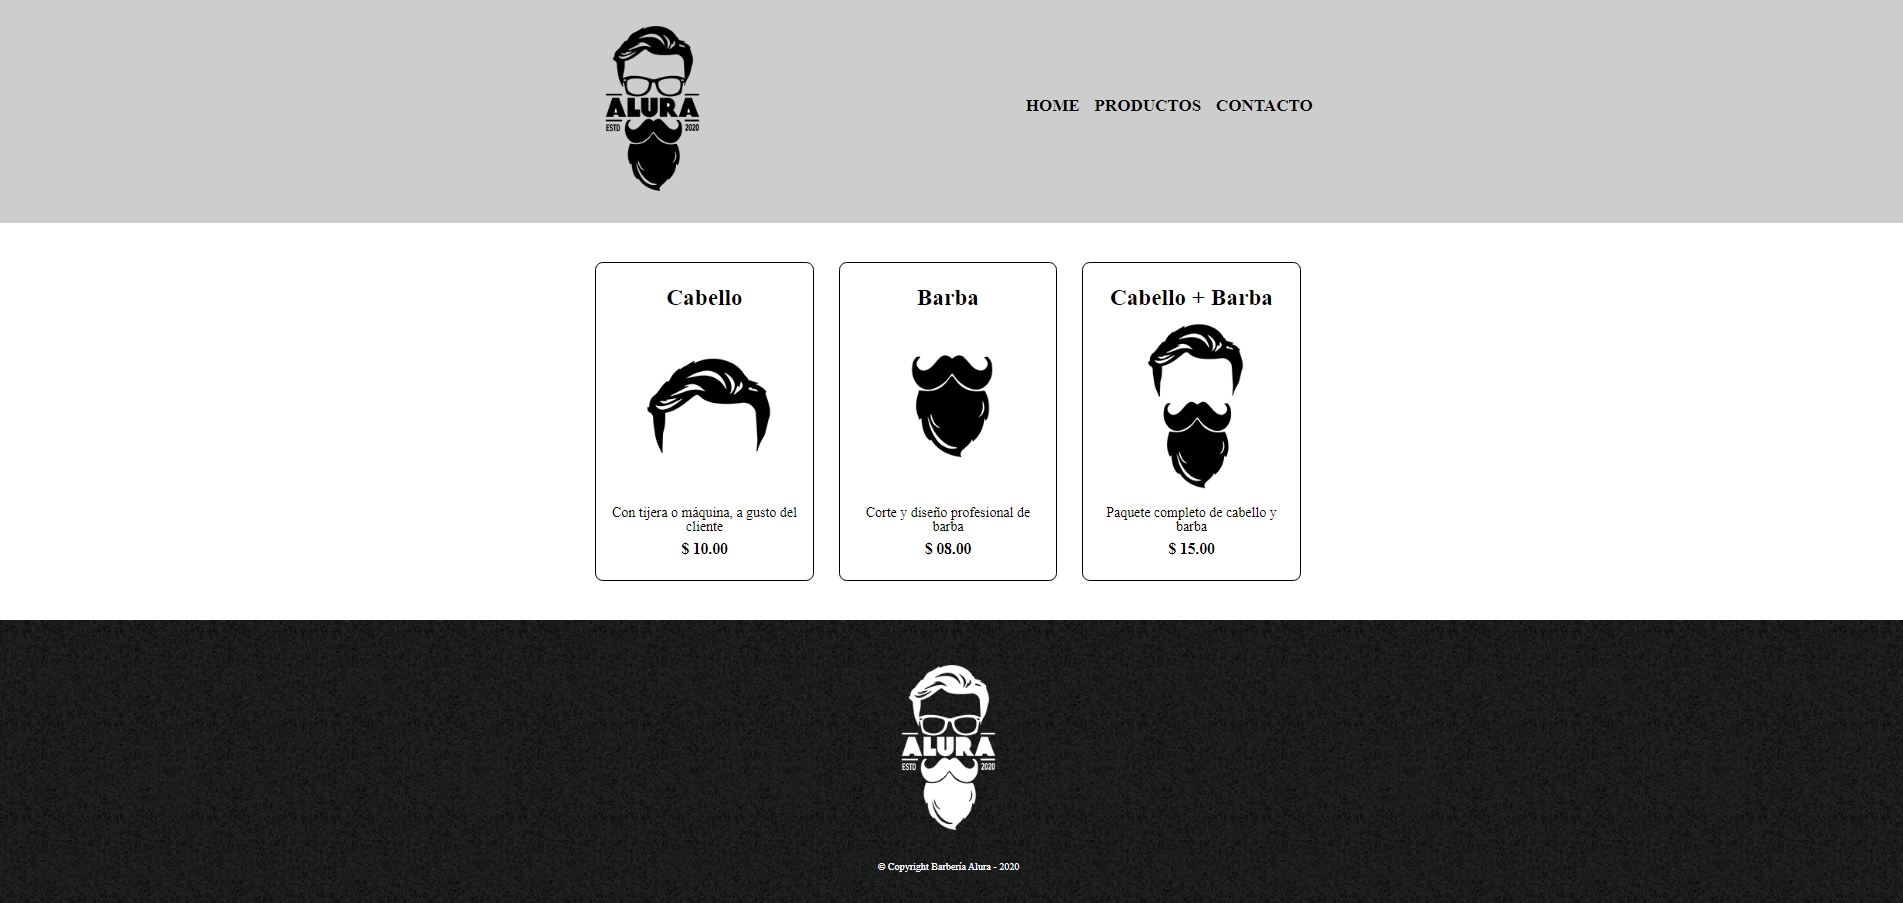 ALURA
ESTD 2020
HOME PRODUCTOS CONTACTO
Cabello
Con tijera o máquina, a gusto del
cliente
$ 10.00
Barba
Corte y diseño profesional de
barba
$ 08.00
Cabello + Barba
Paquete completo de cabello y
barba
$ 15.00
ALURA
ESTD 2020
© Copyright Barbería Alura - 2020